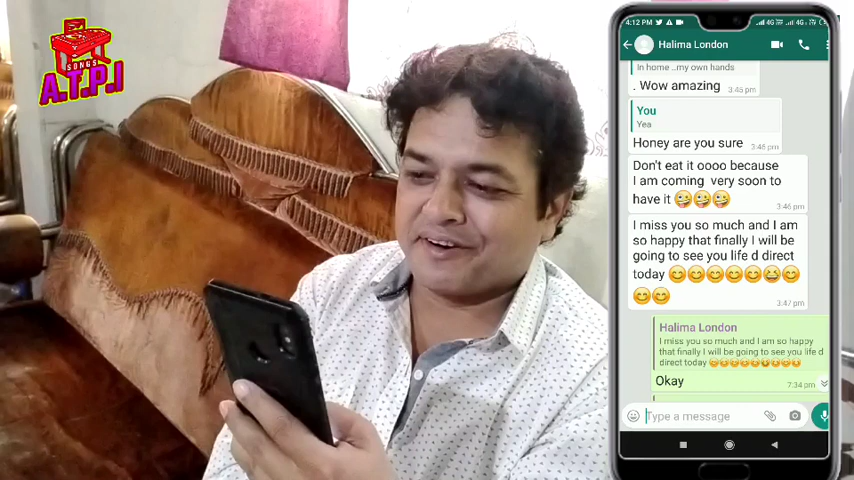 SONGS
A.T.P.I
4:12 PM
4G 4G
Halima London
In home ..my own hands
. Wow amazing
3:45 pm
You
Yea
Honey are you sure
3:46 pm
Don't eat it oooo because
I am coming very soon to
have it 🤪🤪🤪
3:46 pm
I miss you so much and I am
so happy that finally I will be
going to see you life d direct
today 😊😊😊😊😊😆😊
😊😊
3:47 pm
Halima London
I miss you so much and I am so happy
that finally I will be going to see you life d
direct today 😊😊😊😊😊😆😊😊😊
Okay
7:34 pm
Type a message